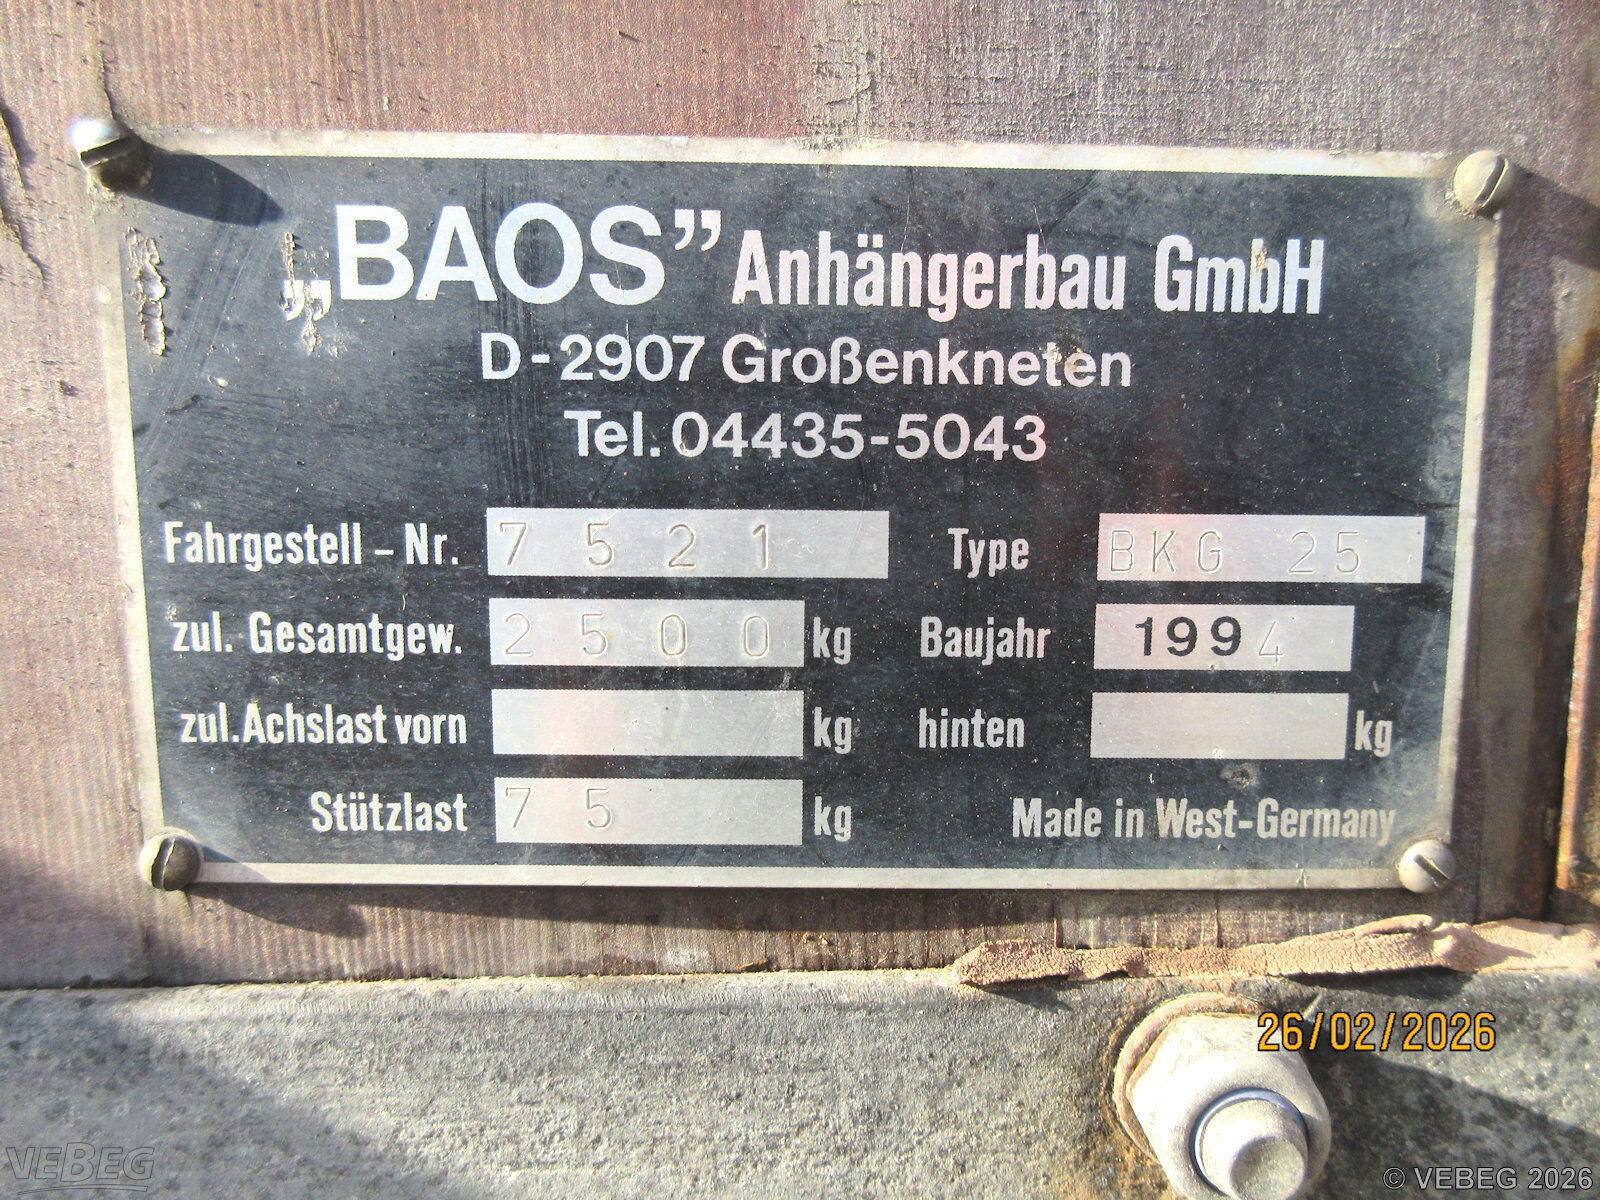 „BAOS” Anhängerbau GmbH
D-2907 Großenkneten
Tel. 04435-5043
Fahrgestell-Nr. 7521 Type BKG 25
zul. Gesamtgew. 2500 kg Baujahr 1994
zul. Achslast vorn kg hinten kg
Stützlast 75 kg Made in West-Germany
26/02/2026
VEBEG
© VEBEG 2026